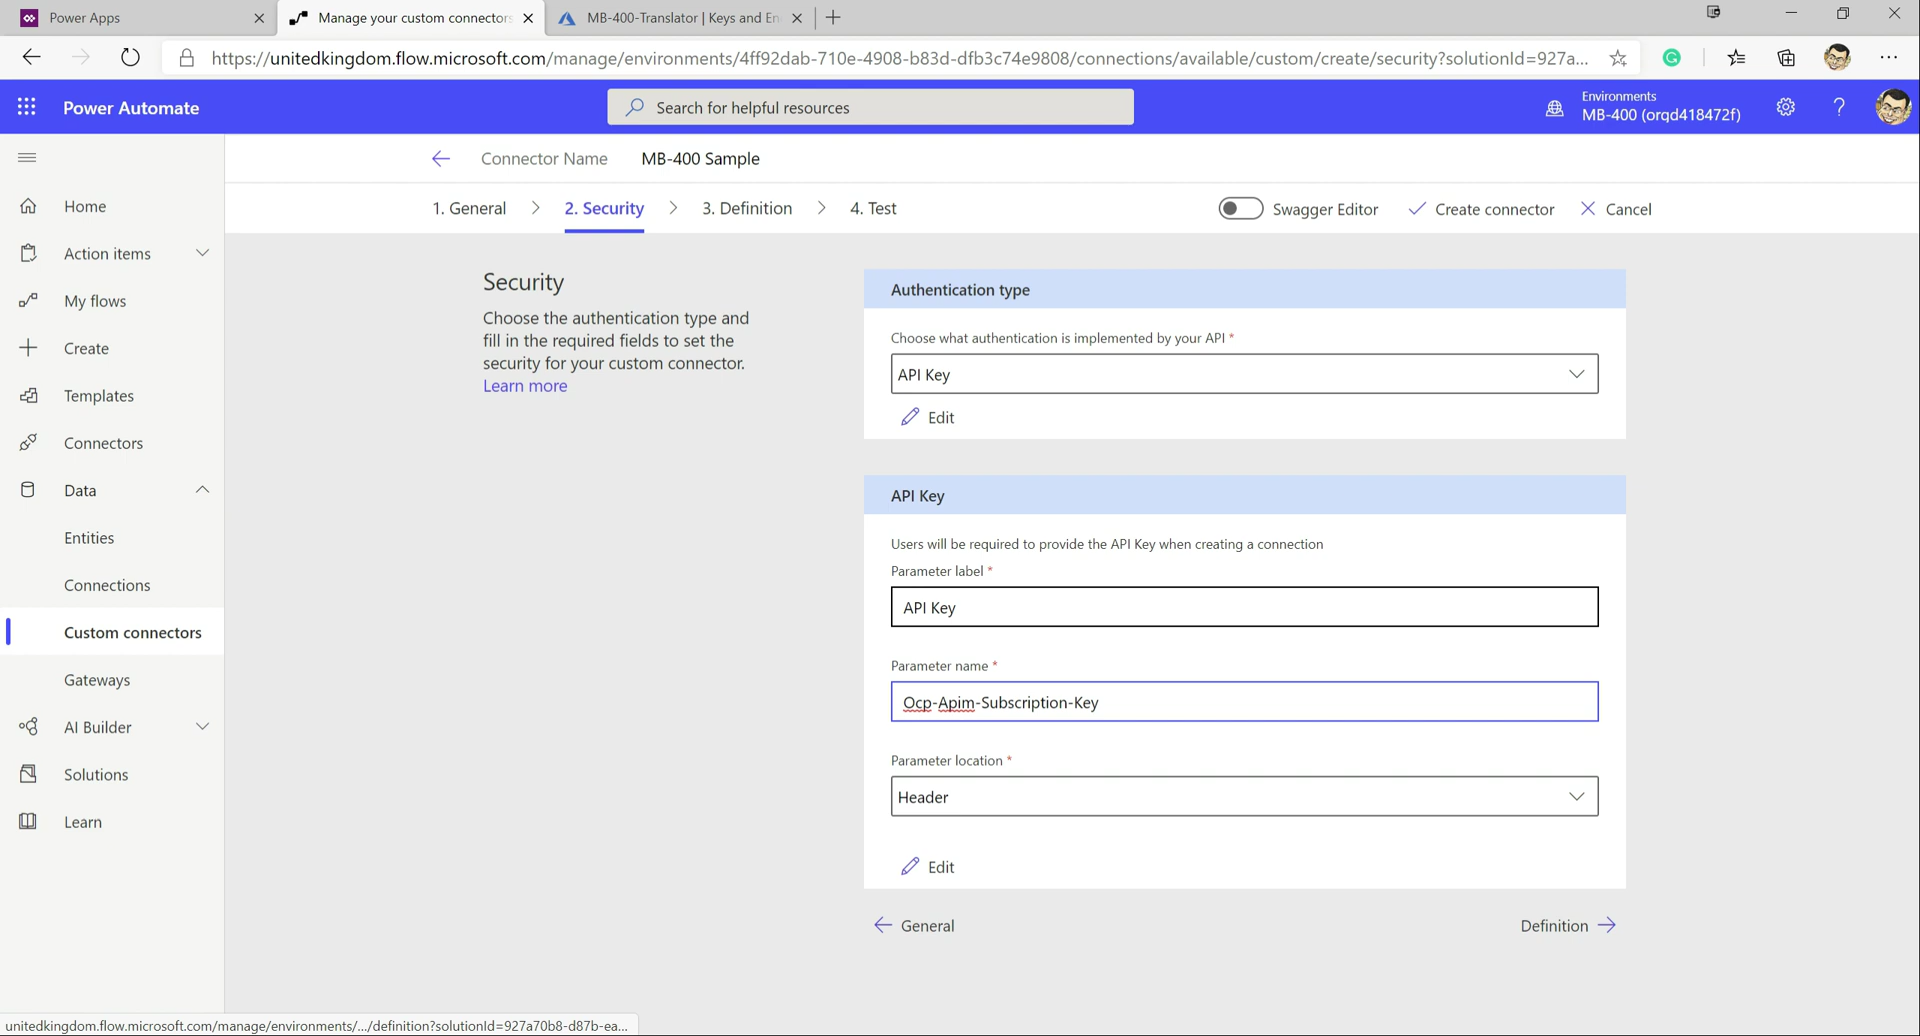 Power Apps
Manage your custom connectors
MB-400-Translator | Keys and En
https://unitedkingdom.flow.microsoft.com/manage/environments/4ff92dab-710e-4908-b83d-dfb3c74e9808/connections/available/custom/create/security?solutionId=927a...
Power Automate
Search for helpful resources
Environments
MB-400 (orqd418472f)
?
Connector Name
MB-400 Sample
1. General
2. Security
3. Definition
4. Test
Swagger Editor
Create connector
Cancel
Home
Action items
My flows
Create
Templates
Connectors
Data
Entities
Connections
Custom connectors
Gateways
AI Builder
Solutions
Learn
Security
Choose the authentication type and
fill in the required fields to set the
security for your custom connector.
Learn more
Authentication type
Choose what authentication is implemented by your API *
API Key
Edit
API Key
Users will be required to provide the API Key when creating a connection
Parameter label *
API Key
Parameter name *
Ocp-Apim-Subscription-Key
Parameter location *
Header
Edit
General
Definition
unitedkingdom.flow.microsoft.com/manage/environments/.../definition?solutionId=927a70b8-d87b-ea...